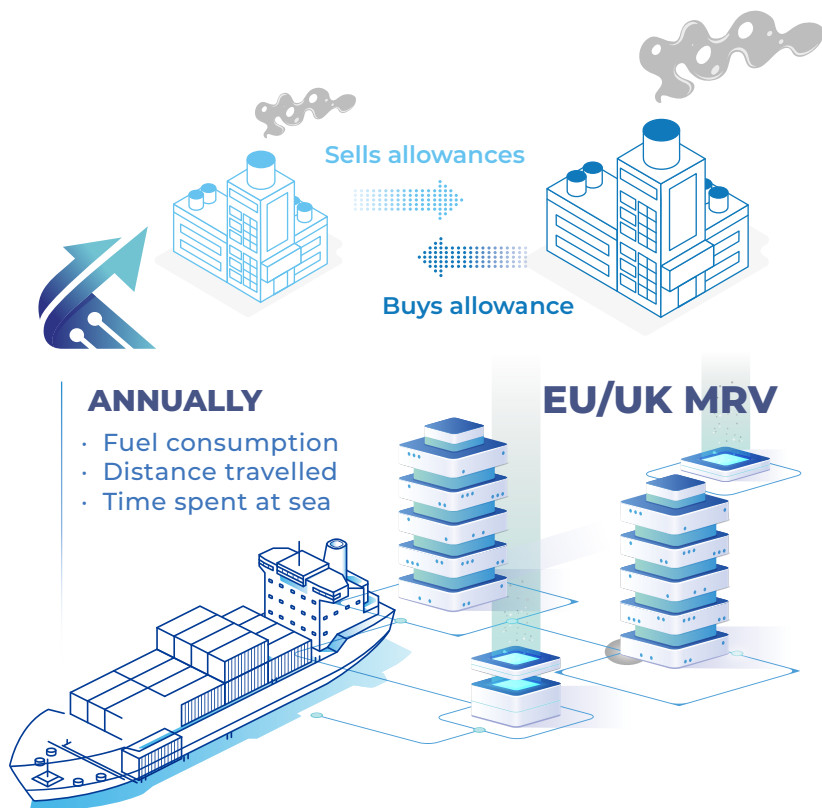 Sells allowances
Buys allowance
ANNUALLY
· Fuel consumption
· Distance travelled
· Time spent at sea
EU/UK MRV